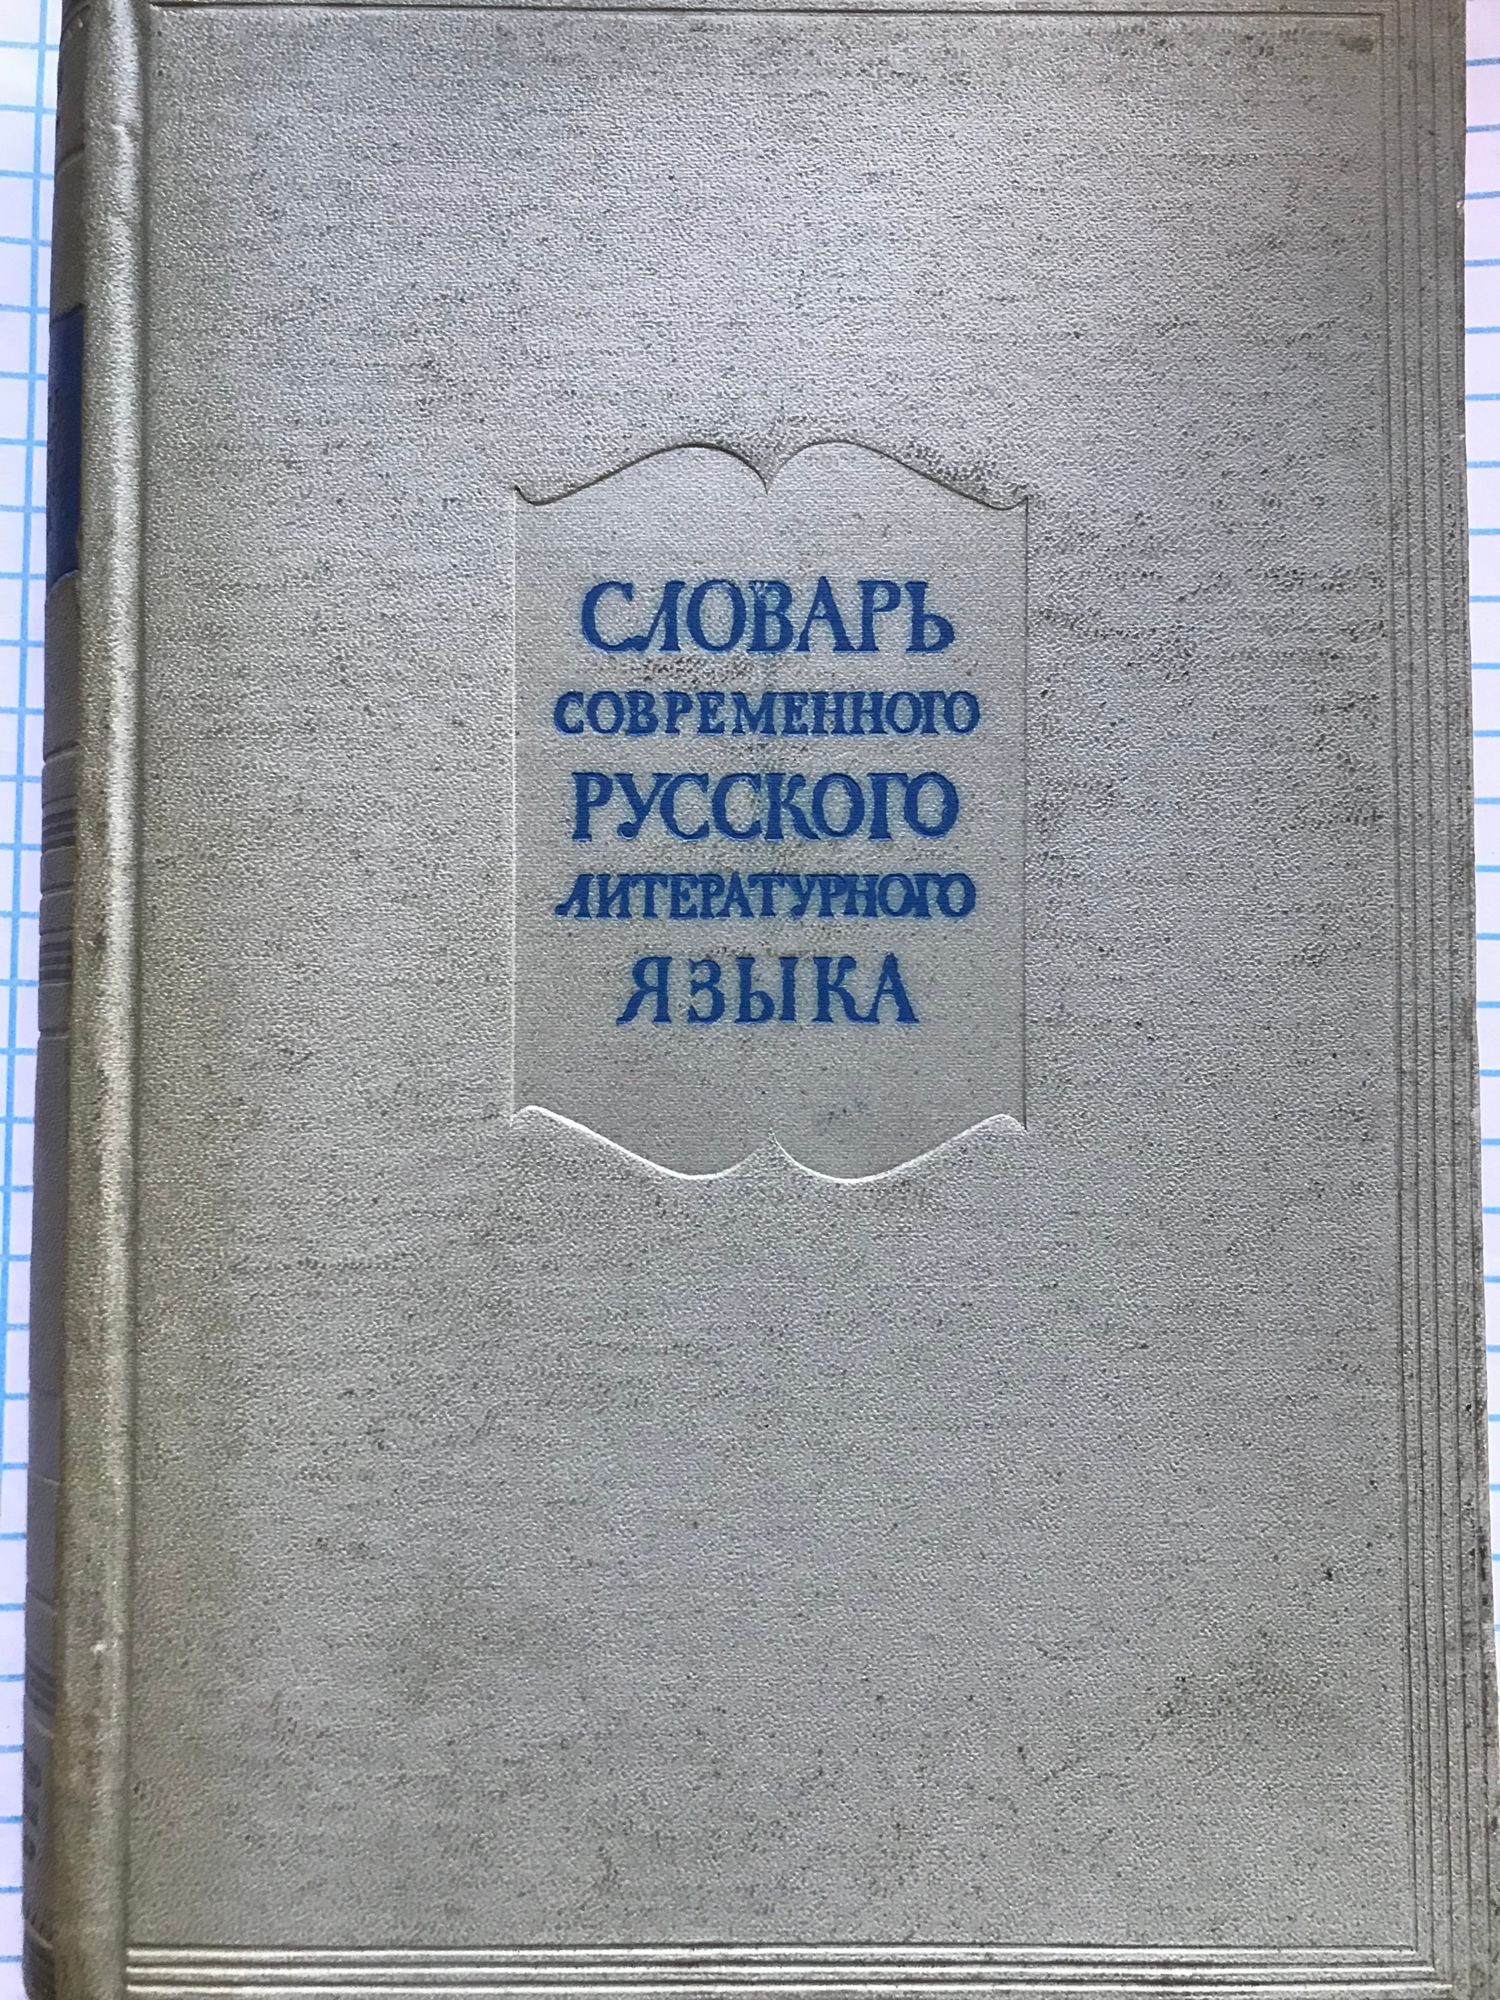 СЛОВАРЬ
СОВРЕМЕННОГО
РУССКОГО
ЛИТЕРАТУРНОГО
ЯЗЫКА